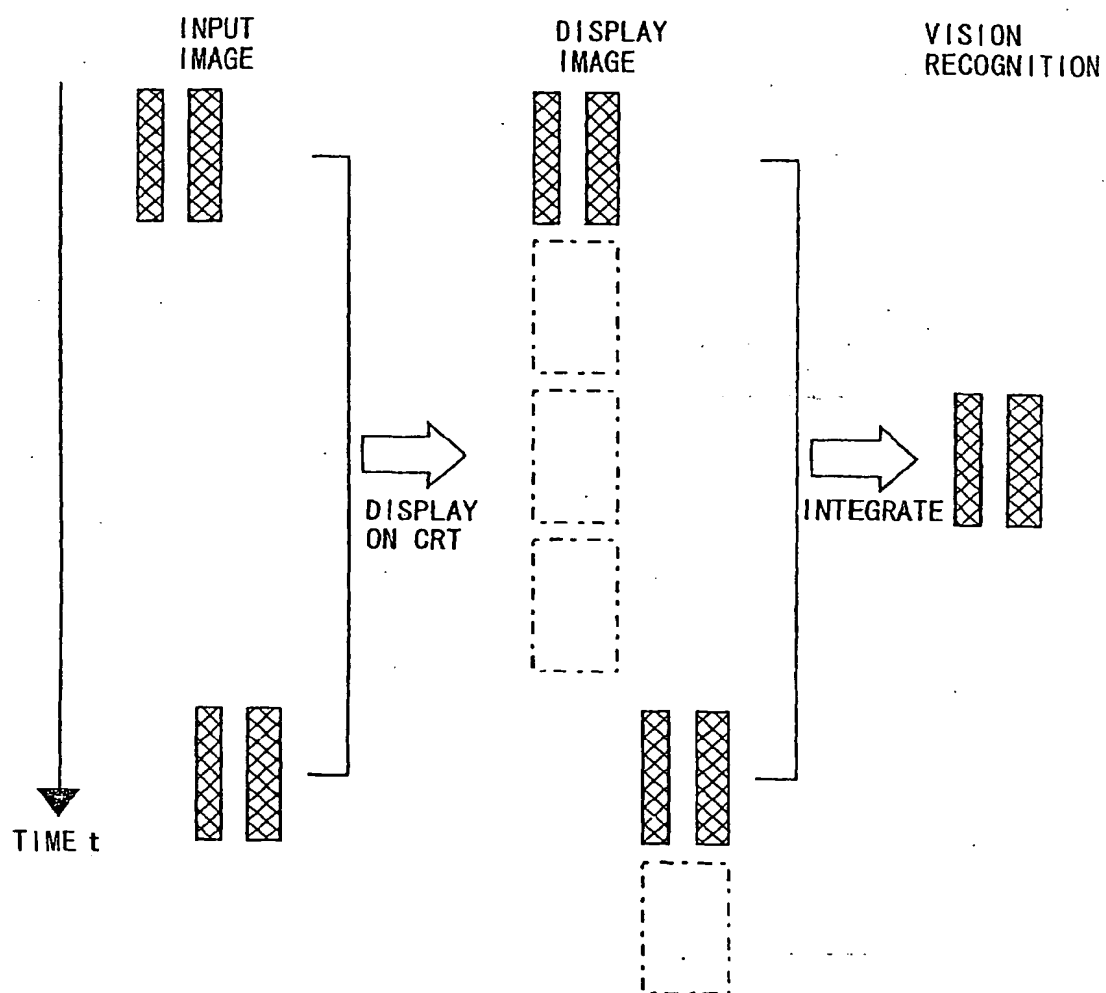 INPUT
IMAGE
DISPLAY
IMAGE
VISION
RECOGNITION
DISPLAY
ON CRT
INTEGRATE
TIME t